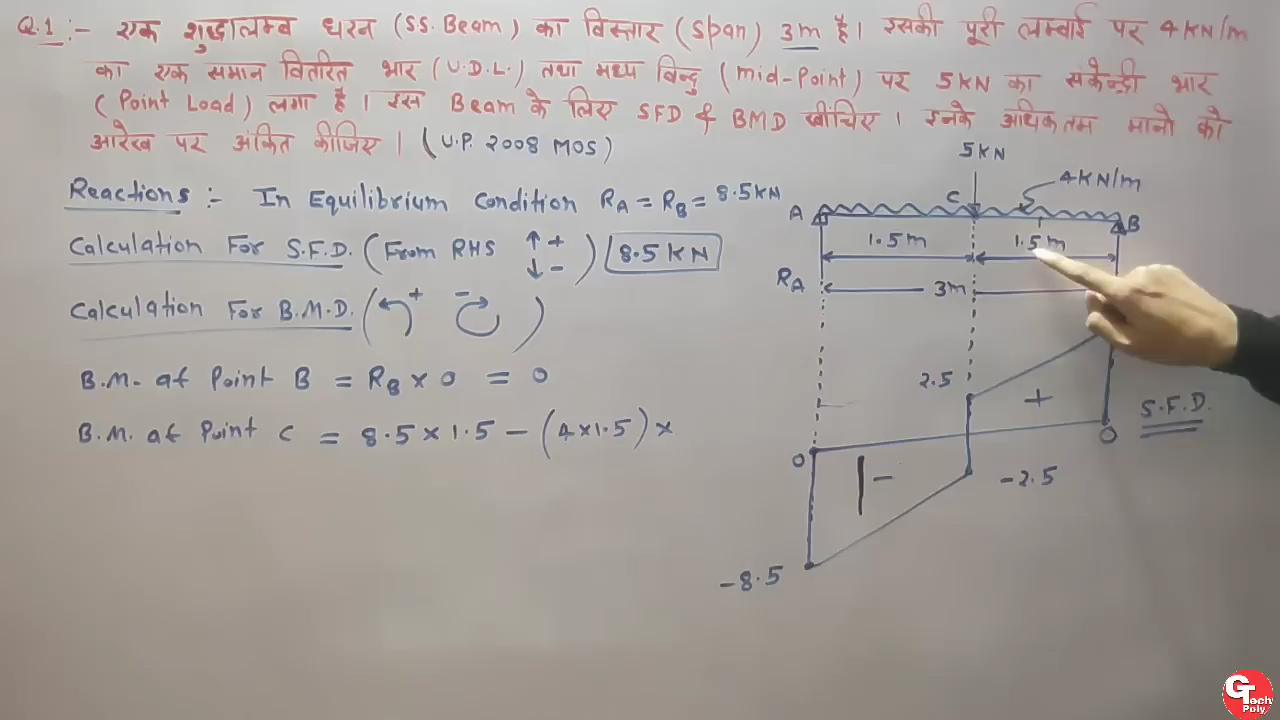 Q.1 :- एक शुद्धालम्ब धरन (S.S. Beam) का विस्तार (Span) 3m है। इसकी पूरी लम्बाई पर 4KN/m
का एक समान वितरित भार (U.D.L.) तथा मध्य बिन्दु (mid-Point) पर 5KN का संकेन्द्री भार
(Point Load) लगा है। इस Beam के लिए SFD & BMD खींचिए। इनके अधिकतम मानो को
आरेख पर अंकित कीजिए। (U.P. 2008 MOS)
Reactions :- In Equilibrium Condition RA = RB = 8.5KN
Calculation For S.F.D. (From RHS ↑+ ↓-) 8.5KN
Calculation For B.M.D. (+ -)
B.M. at Point B = RB × 0 = 0
B.M. at Point C = 8.5 × 1.5 - (4×1.5) ×
5KN
4KN/m
A C B
1.5m 1.5m
RA 3m
2.5
+
S.F.D.
0 0
-
-2.5
-8.5
G Tech Poly